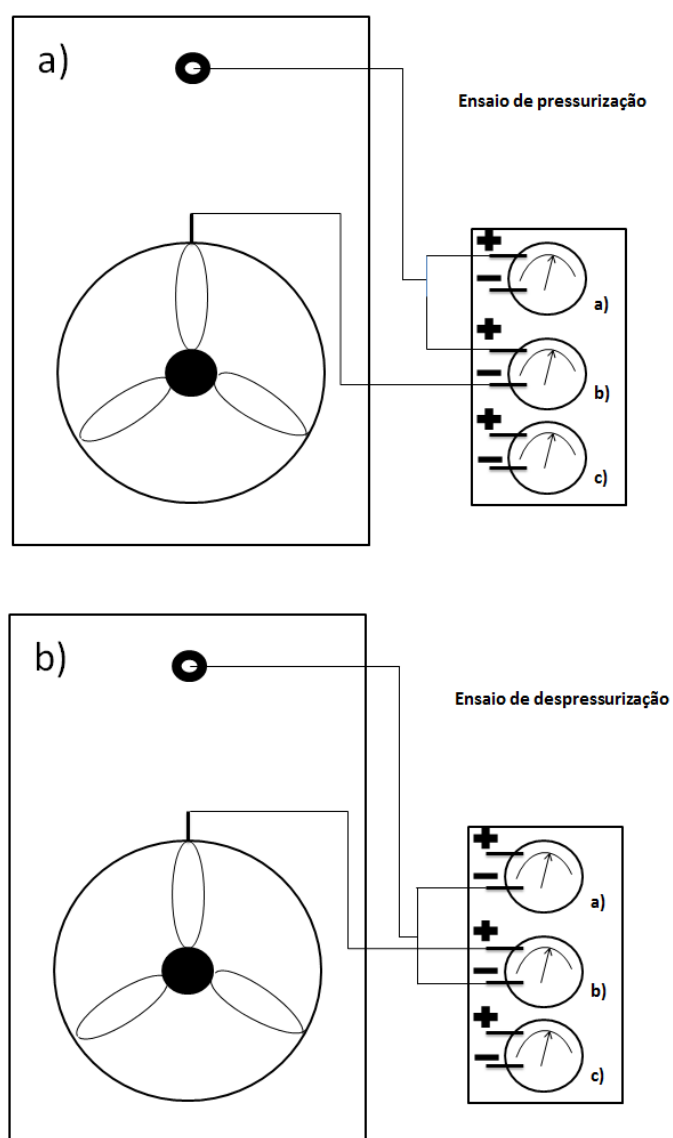 a)
Ensaio de pressurização
+
-
a)
+
-
b)
+
-
c)
b)
Ensaio de despressurização
+
-
a)
+
-
b)
+
-
c)